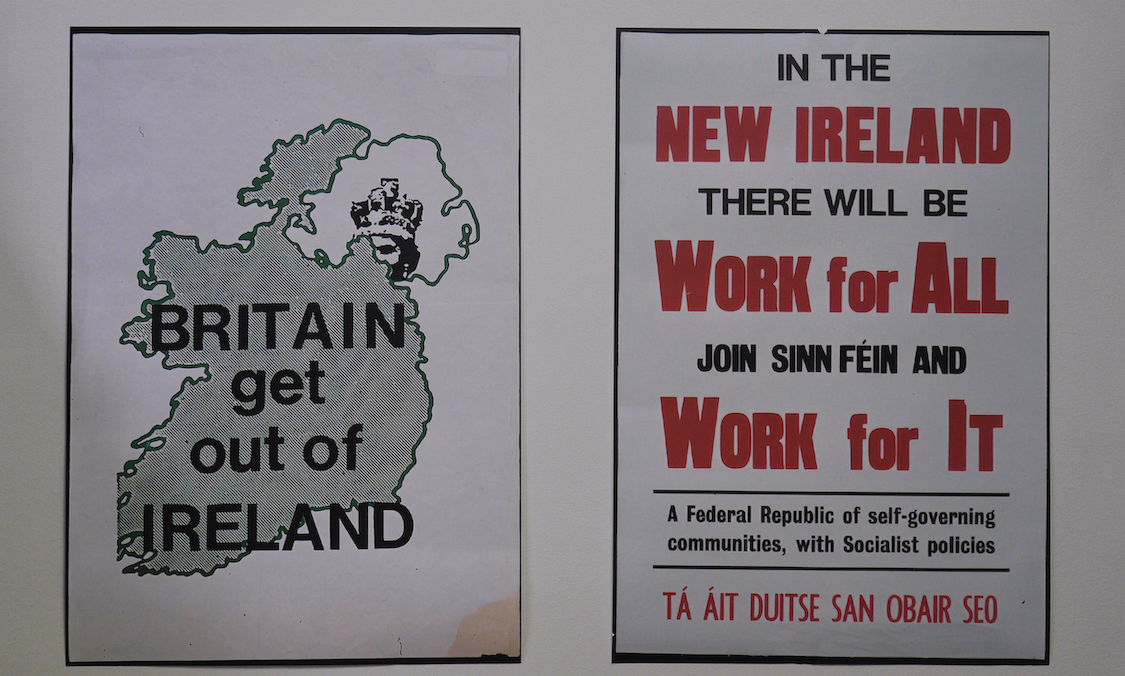 BRITAIN
get
out of
IRELAND
IN THE
NEW IRELAND
THERE WILL BE
WORK for ALL
JOIN SINN FÉIN AND
WORK for IT
A Federal Republic of self-governing
communities, with Socialist policies
TÁ ÁIT DUITSE SAN OBAIR SEO